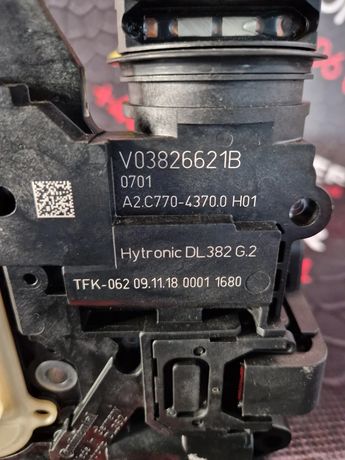 V03826621B
0701
A2.C770-4370.0 H01
Hytronic DL382 G.2
TFK-062 09.11.18 0001 1680